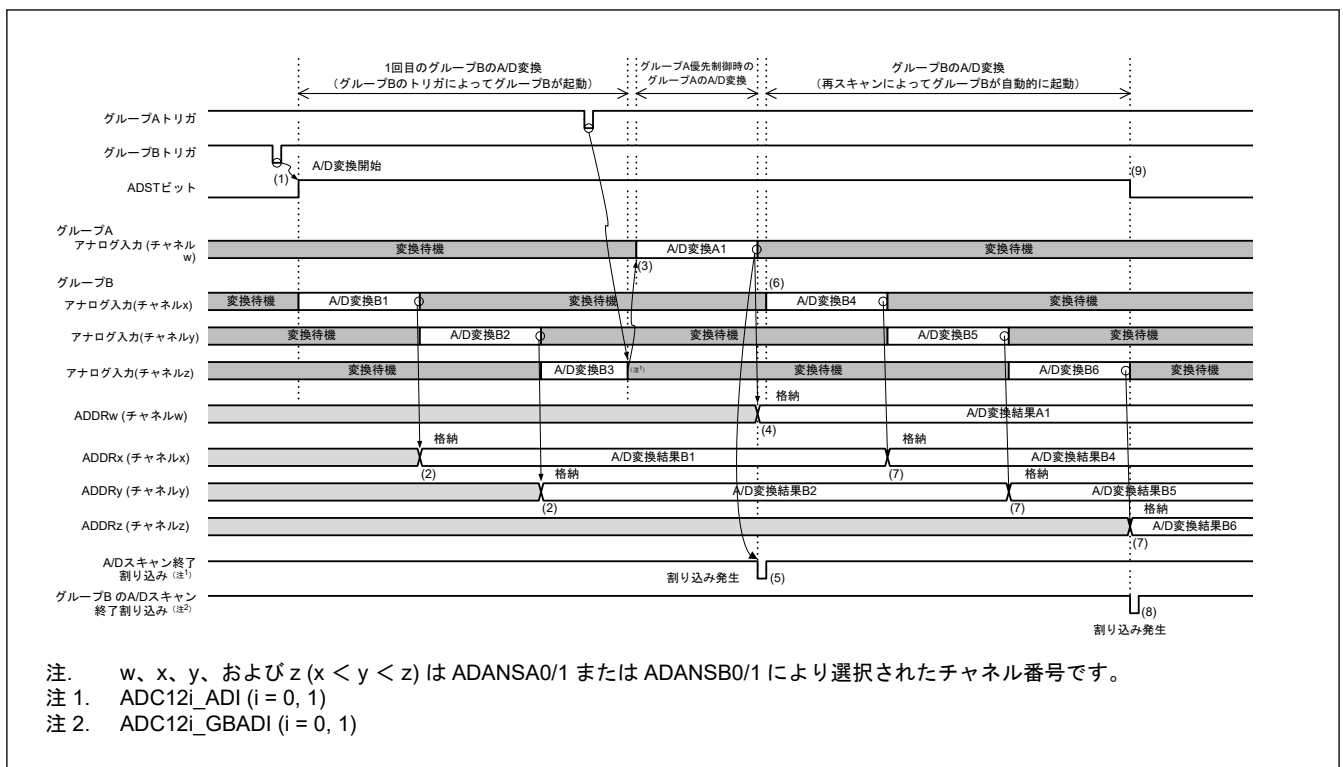 1回目のグループBのA/D変換
(グループBのトリガによってグループBが起動)
グループA優先制御時の
グループAのA/D変換
グループBのA/D変換
(再スキャンによってグループBが自動的に起動)
グループAトリガ
グループBトリガ
(1)
A/D変換開始
ADSTビット
(9)
グループA
アナログ入力 (チャネル
w)
変換待機
A/D変換A1
変換待機
(3)
グループB
(6)
アナログ入力(チャネルx)
変換待機
A/D変換B1
変換待機
A/D変換B4
変換待機
アナログ入力(チャネルy)
変換待機
A/D変換B2
変換待機
A/D変換B5
変換待機
アナログ入力(チャネルz)
変換待機
A/D変換B3
(注1)
変換待機
A/D変換B6
変換待機
格納
ADDRw (チャネルw)
A/D変換結果A1
(4)
格納
格納
ADDRx (チャネルx)
A/D変換結果B1
A/D変換結果B4
(2)
(7)
格納
格納
ADDRy (チャネルy)
A/D変換結果B2
A/D変換結果B5
(2)
(7)
格納
ADDRz (チャネルz)
A/D変換結果B6
(7)
A/Dスキャン終了
割り込み (注1)
割り込み発生
(5)
グループB のA/Dスキャン
終了割り込み (注2)
(8)
割り込み発生
注. w、x、y、および z (x < y < z) は ADANSA0/1 または ADANSB0/1 により選択されたチャネル番号です。
注 1. ADC12i_ADI (i = 0, 1)
注 2. ADC12i_GBADI (i = 0, 1)